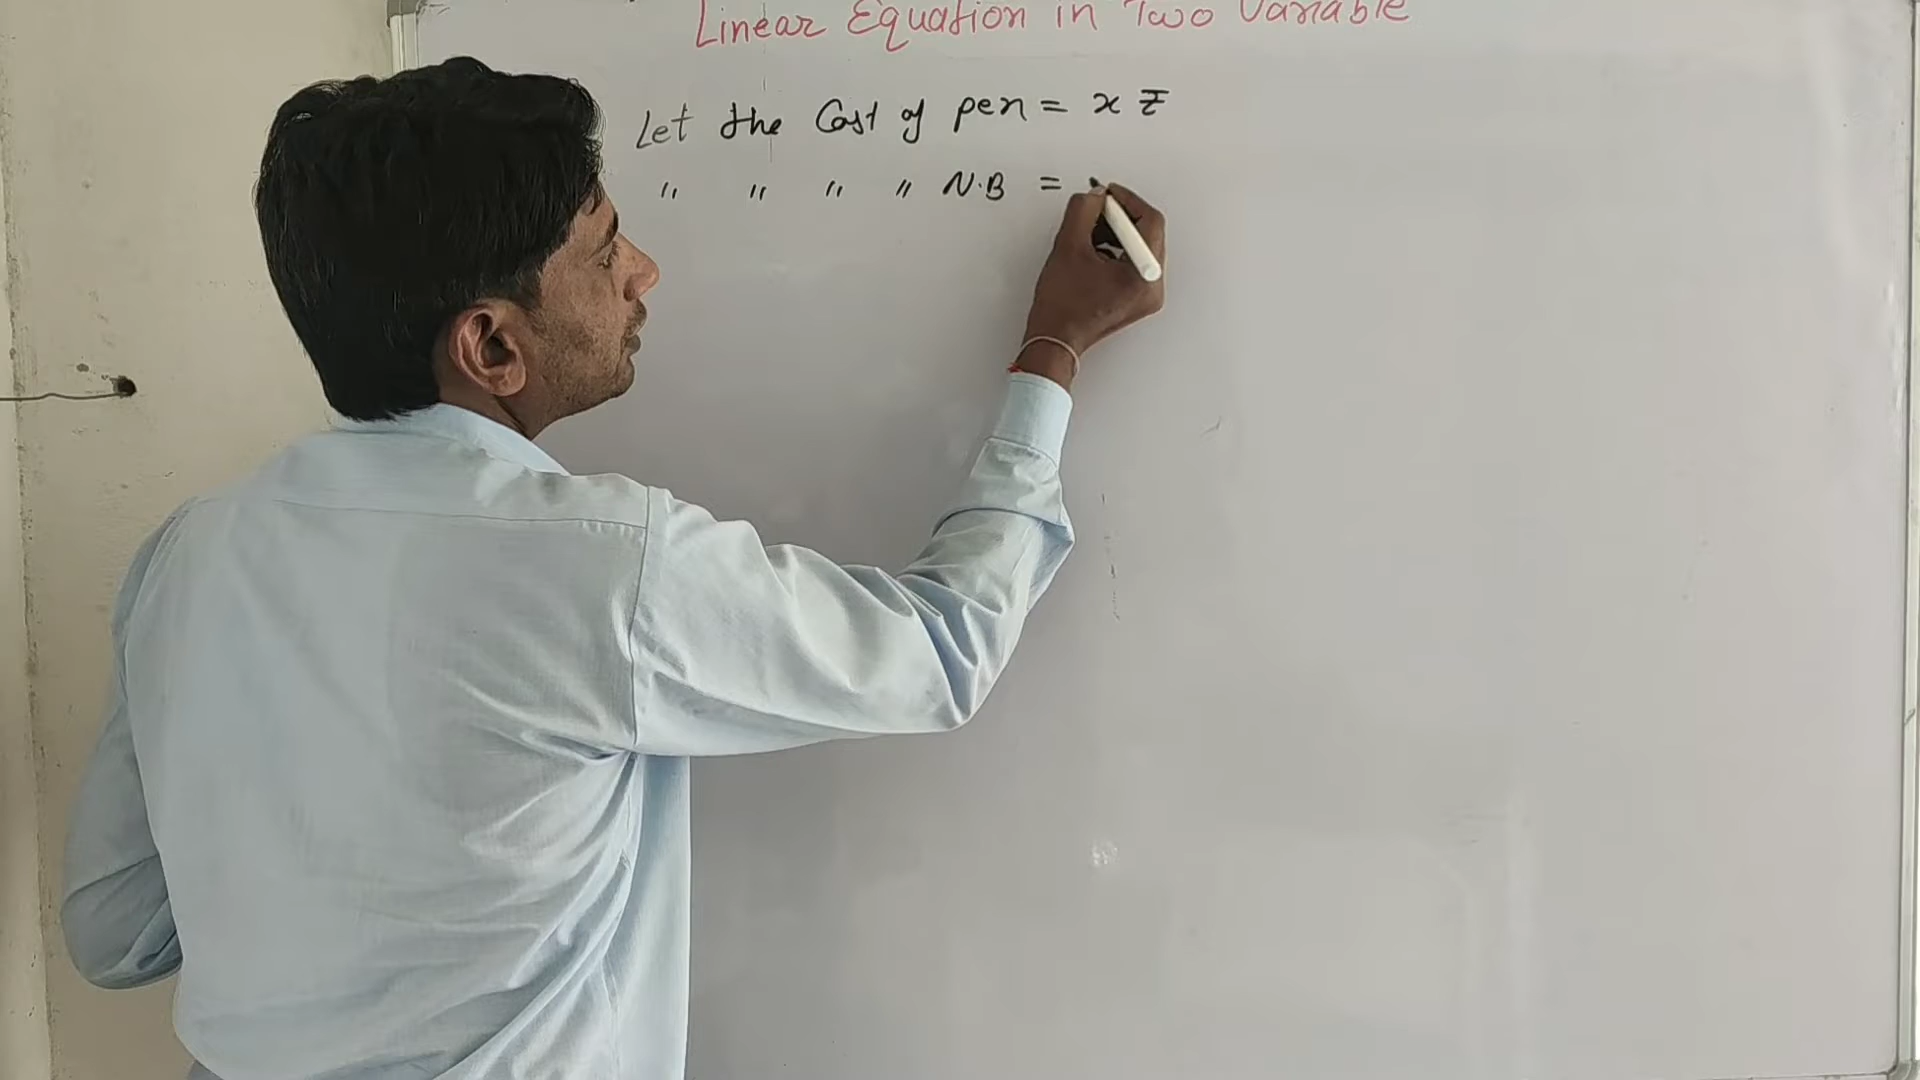 Linear Equation in Two Variable
Let the Cost of pen = x ₹
" " " " N.B =